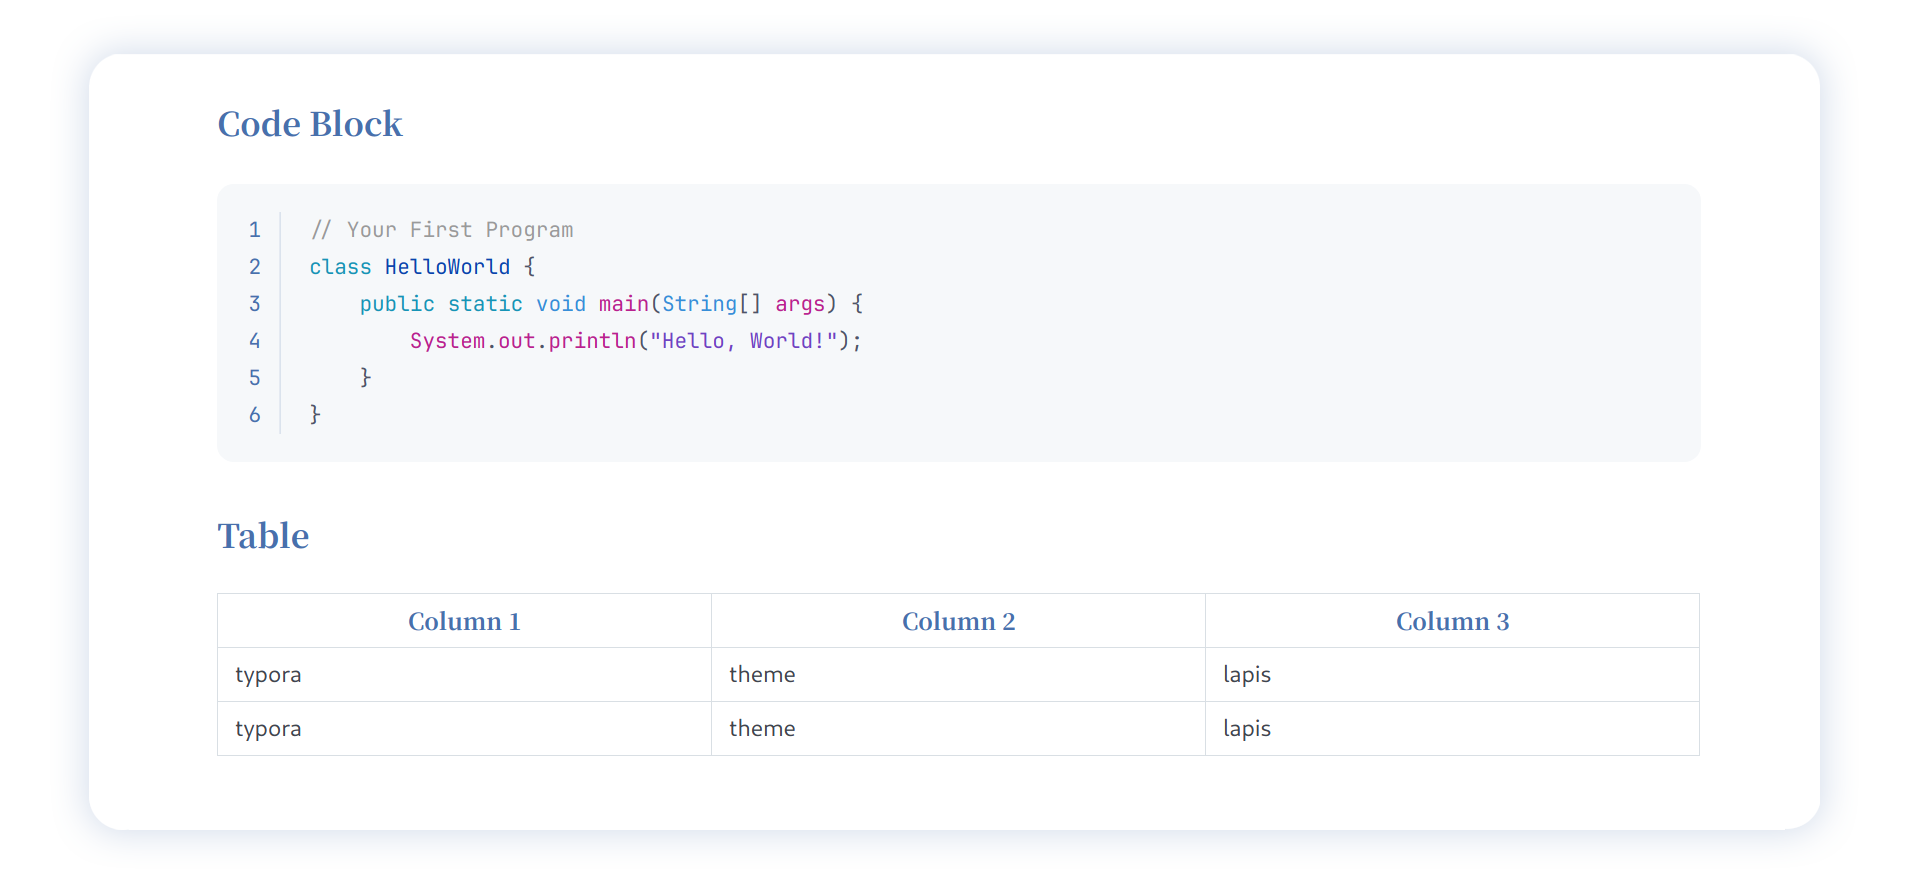 Code Block
1 // Your First Program
2 class HelloWorld {
3     public static void main(String[] args) {
4         System.out.println("Hello, World!");
5     }
6 }
Table
Column 1 Column 2 Column 3
typora theme lapis
typora theme lapis